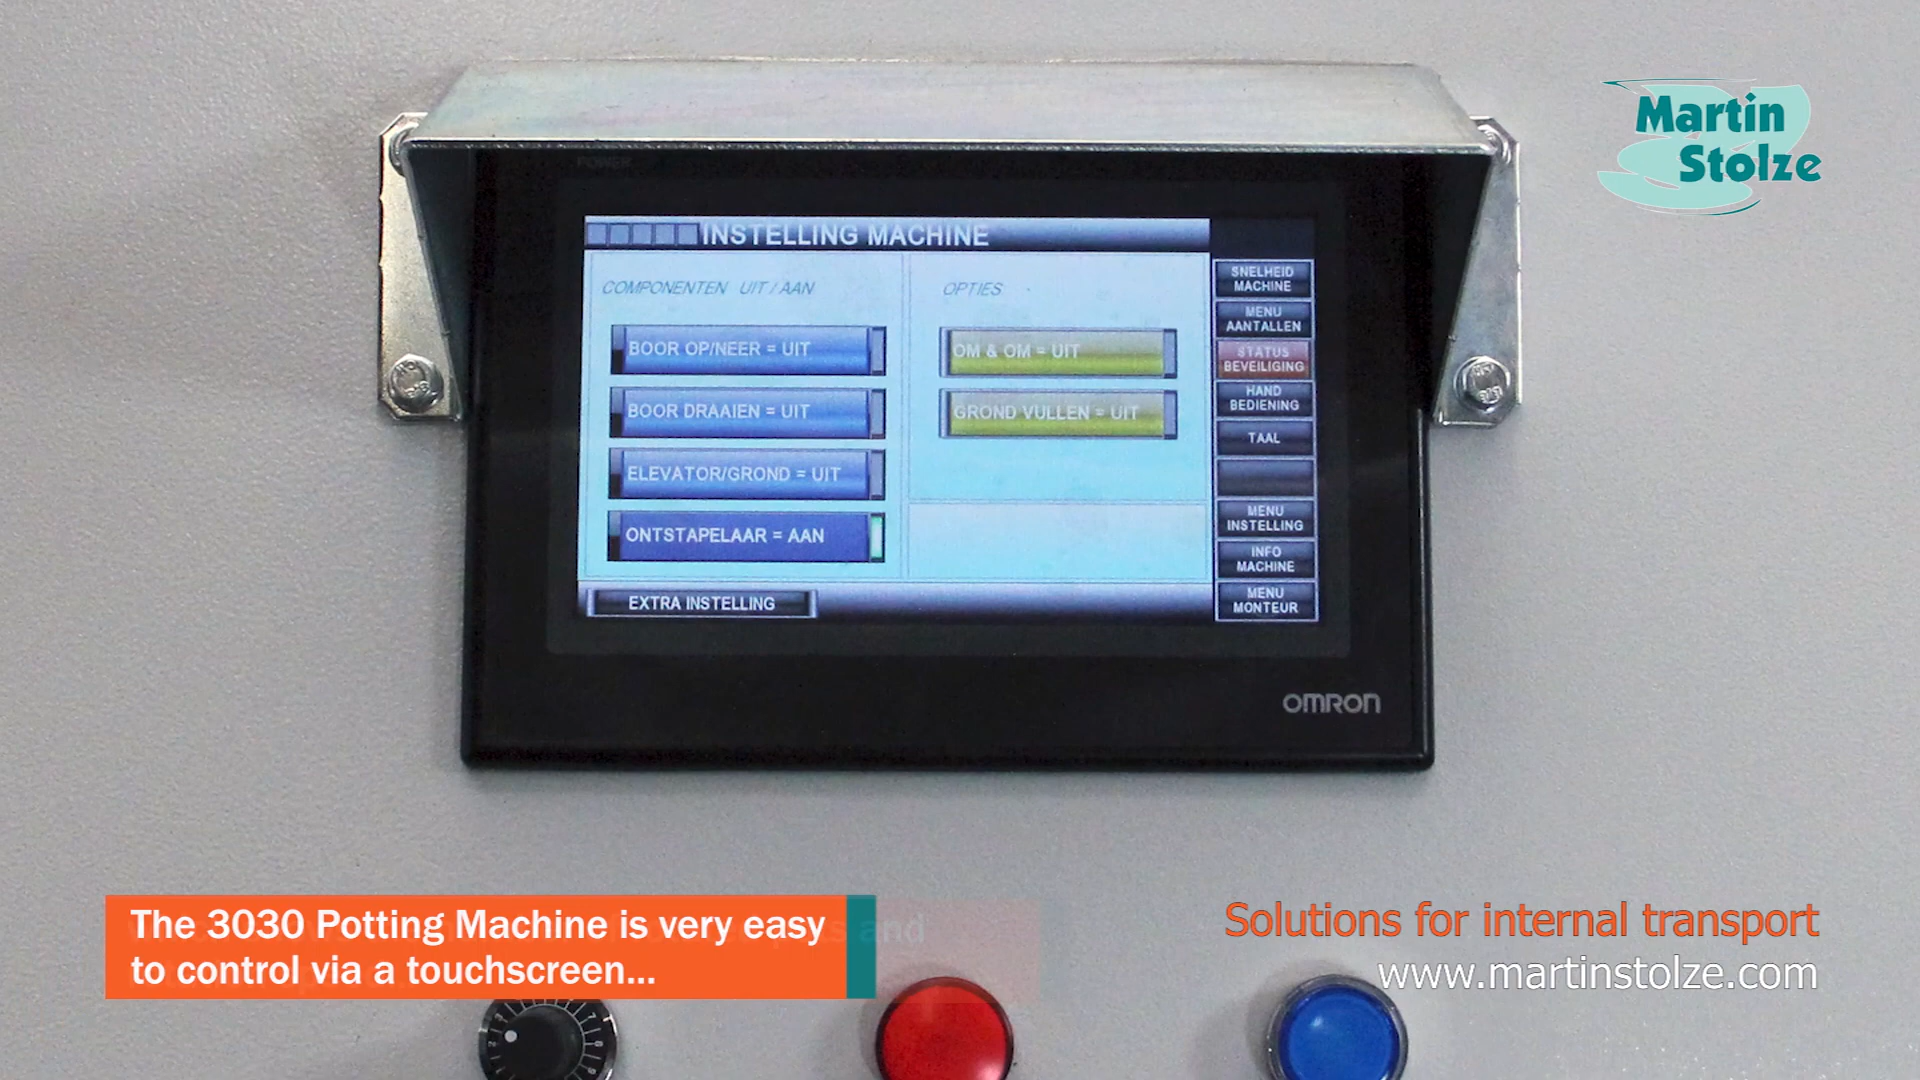 Martin
Stolze
POWER
INSTELLING MACHINE
COMPONENTEN UIT / AAN
BOOR OP/NEER = UIT
BOOR DRAAIEN = UIT
ELEVATOR/GROND = UIT
ONTSTAPELAAR = AAN
EXTRA INSTELLING
OPTIES
OM & OM = UIT
GROND VULLEN = UIT
SNELHEID
MACHINE
MENU
AANTALLEN
STATUS
BEVEILIGING
HAND
BEDIENING
TAAL
MENU
INSTELLING
INFO
MACHINE
MENU
MONTEUR
OMRON
The 3030 Potting Machine is very easy
to control via a touchscreen...
and
Solutions for internal transport
www.martinstolze.com